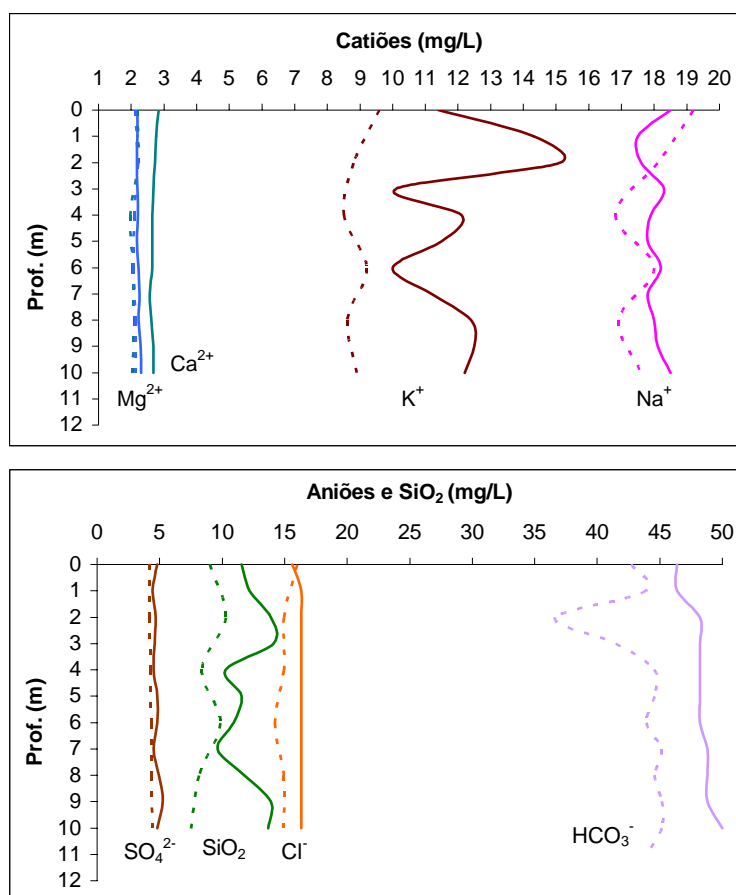 Catiões (mg/L)
1 2 3 4 5 6 7 8 9 10 11 12 13 14 15 16 17 18 19 20
Prof. (m)
0
1
2
3
4
5
6
7
8
9
10
11
12
Ca²⁺
Mg²⁺ K⁺ Na⁺
Aniões e SiO₂ (mg/L)
0 5 10 15 20 25 30 35 40 45 50
Prof. (m)
0
1
2
3
4
5
6
7
8
9
10
11
12
SO₄²⁻ SiO₂ Cl⁻ HCO₃⁻